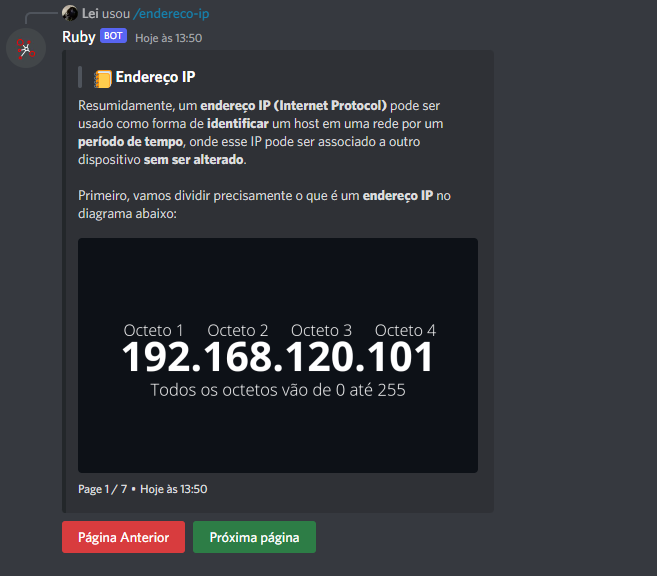 Lei usou /endereco-ip
Ruby BOT Hoje às 13:50
Endereço IP
Resumidamente, um endereço IP (Internet Protocol) pode ser
usado como forma de identificar um host em uma rede por um
período de tempo, onde esse IP pode ser associado a outro
dispositivo sem ser alterado.
Primeiro, vamos dividir precisamente o que é um endereço IP no
diagrama abaixo:
Octeto 1 Octeto 2 Octeto 3 Octeto 4
192.168.120.101
Todos os octetos vão de 0 até 255
Page 1 / 7 • Hoje às 13:50
Página Anterior Próxima página